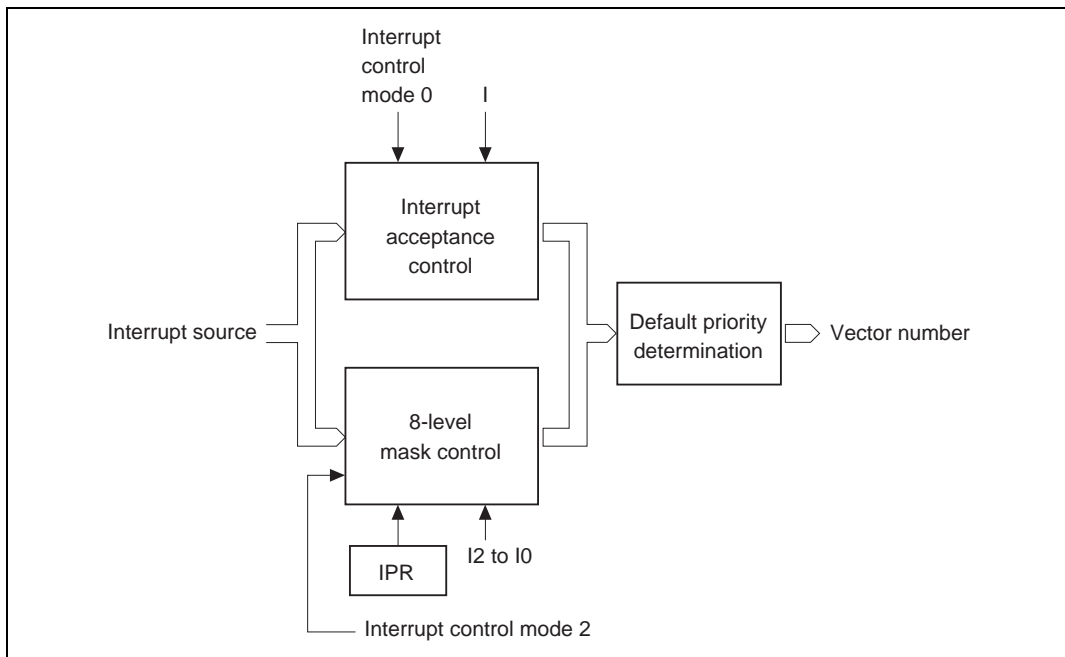 Interrupt
control
mode 0
I
Interrupt
acceptance
control
Interrupt source
Default priority
determination
Vector number
8-level
mask control
IPR
I2 to I0
Interrupt control mode 2